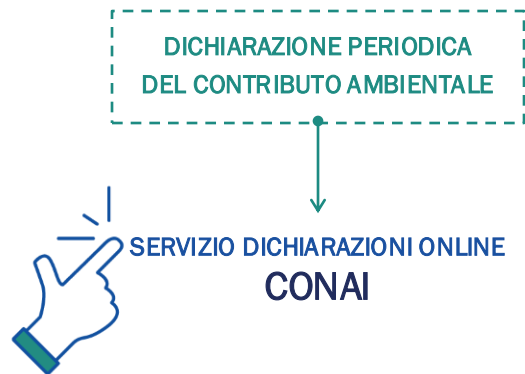 DICHIARAZIONE PERIODICA
DEL CONTRIBUTO AMBIENTALE
SERVIZIO DICHIARAZIONI ONLINE
CONAI